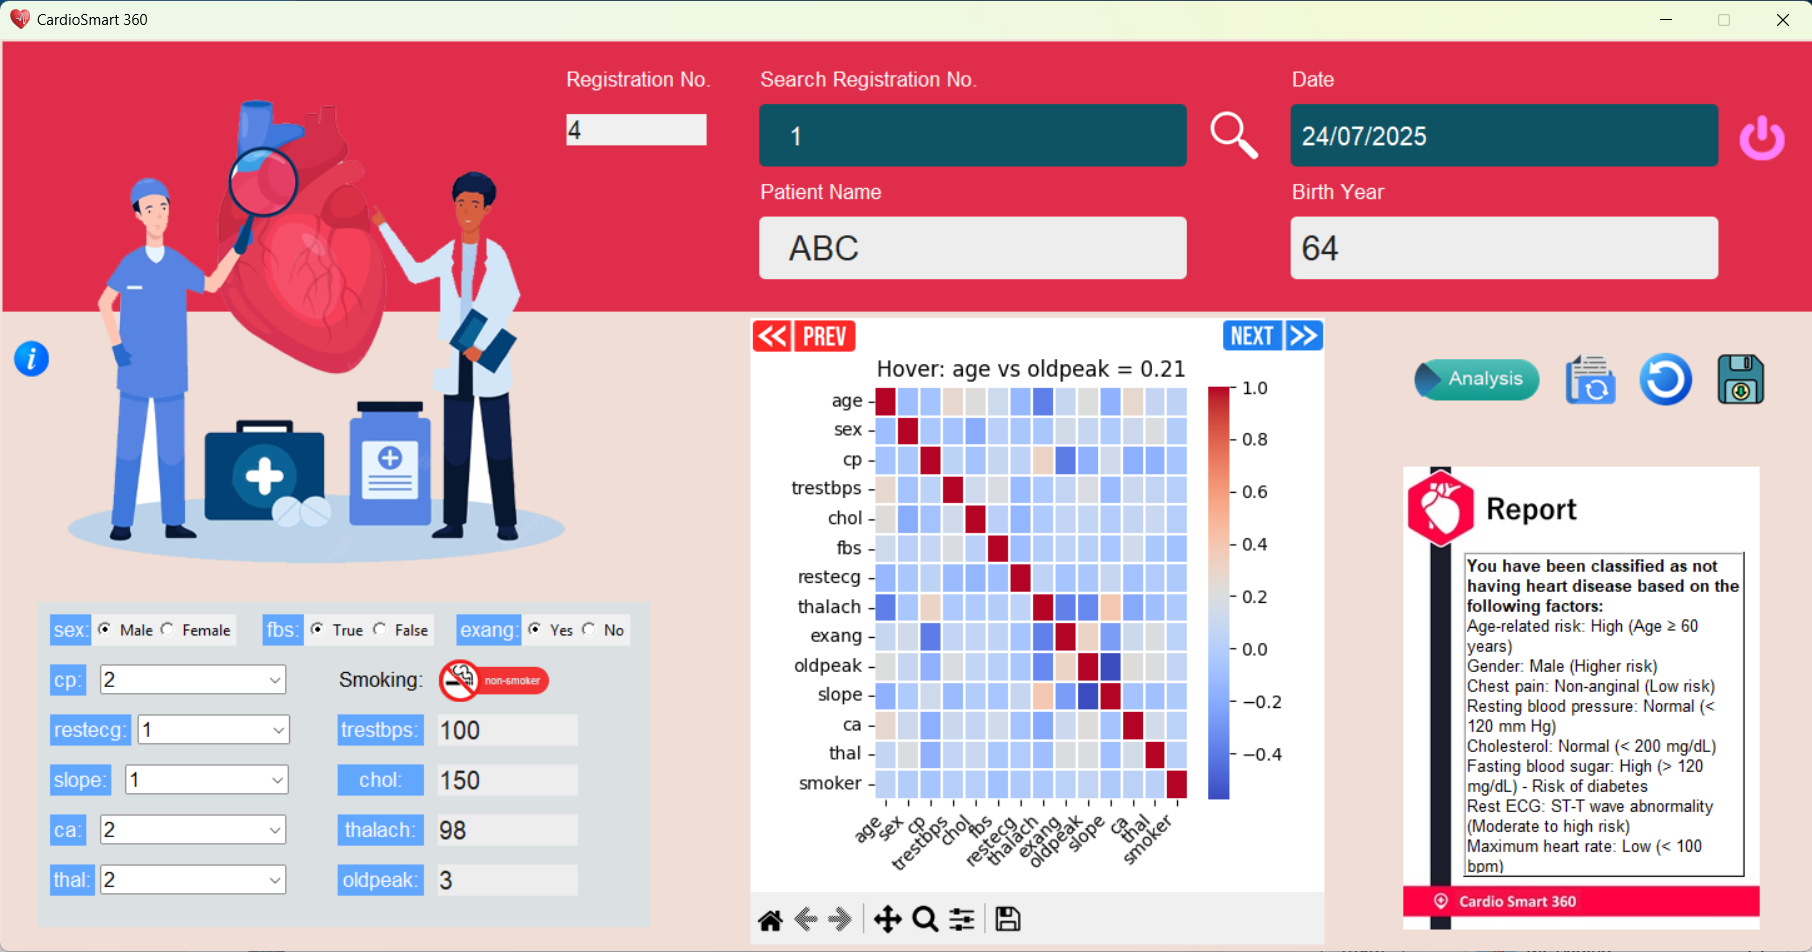 CardioSmart 360
Registration No.
4
Search Registration No.
1
Date
24/07/2025
Patient Name
ABC
Birth Year
64
i
sex: Male Female
fbs: True False
exang: Yes No
cp: 2
Smoking: non-smoker
restecg: 1
trestbps: 100
slope: 1
chol: 150
ca: 2
thalach: 98
thal: 2
oldpeak: 3
<< PREV
NEXT >>
Hover: age vs oldpeak = 0.21
age
sex
cp
trestbps
chol
fbs
restecg
thalach
exang
oldpeak
slope
ca
thal
smoker
age
sex
cp
trestbps
chol
fbs
restecg
thalach
exang
oldpeak
slope
ca
thal
smoker
1.0
0.8
0.6
0.4
0.2
0.0
−0.2
−0.4
Analysis
Report
You have been classified as not
having heart disease based on the
following factors:
Age-related risk: High (Age ≥ 60
years)
Gender: Male (Higher risk)
Chest pain: Non-anginal (Low risk)
Resting blood pressure: Normal (<
120 mm Hg)
Cholesterol: Normal (< 200 mg/dL)
Fasting blood sugar: High (> 120
mg/dL) - Risk of diabetes
Rest ECG: ST-T wave abnormality
(Moderate to high risk)
Maximum heart rate: Low (< 100
bpm)
Cardio Smart 360